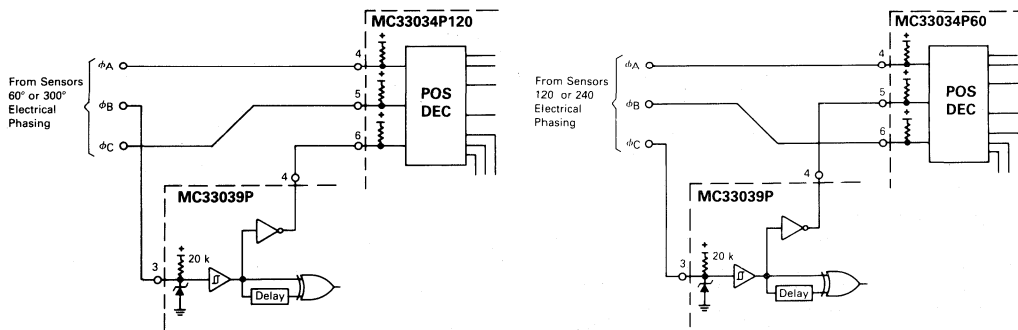 MC33034P120
4
ϕA
From Sensors
60° or 300°
Electrical
Phasing
ϕB
ϕC
5
6
POS
DEC
4
MC33039P
3
20 k
Delay
MC33034P60
4
ϕA
From Sensors
120 or 240
Electrical
Phasing
ϕB
ϕC
5
6
POS
DEC
4
MC33039P
3
20 k
Delay